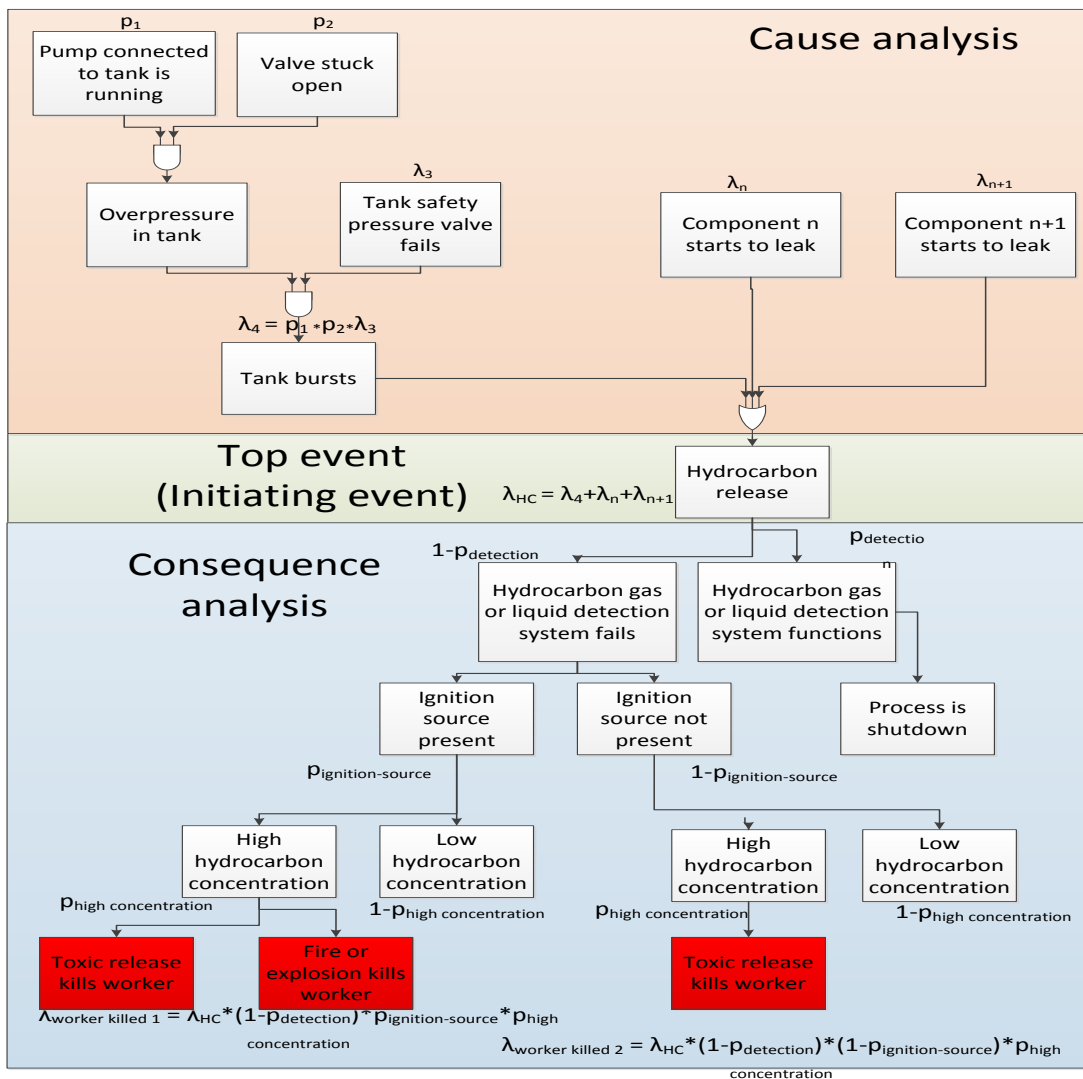 Cause analysis
p1
Pump connected
to tank is
running
p2
Valve stuck
open
Overpressure
in tank
λ3
Tank safety
pressure valve
fails
λn
Component n
starts to leak
λn+1
Component n+1
starts to leak
λ4 = p1 *p2*λ3
Tank bursts
Top event
(Initiating event)
λHC = λ4+λn+λn+1
Hydrocarbon
release
Consequence
analysis
1-pdetection
pdetectio
n
Hydrocarbon gas
or liquid detection
system fails
Hydrocarbon gas
or liquid detection
system functions
Ignition
source
present
Ignition
source not
present
Process is
shutdown
pignition-source
1-pignition-source
High
hydrocarbon
concentration
Low
hydrocarbon
concentration
High
hydrocarbon
concentration
Low
hydrocarbon
concentration
phigh concentration
1-phigh concentration
phigh concentration
1-phigh concentration
Toxic release
kills worker
Fire or
explosion kills
worker
Toxic release
kills worker
λworker killed 1 = λHC*(1-pdetection)*pignition-source*phigh
concentration
λworker killed 2 = λHC*(1-pdetection)*(1-pignition-source)*phigh
concentration